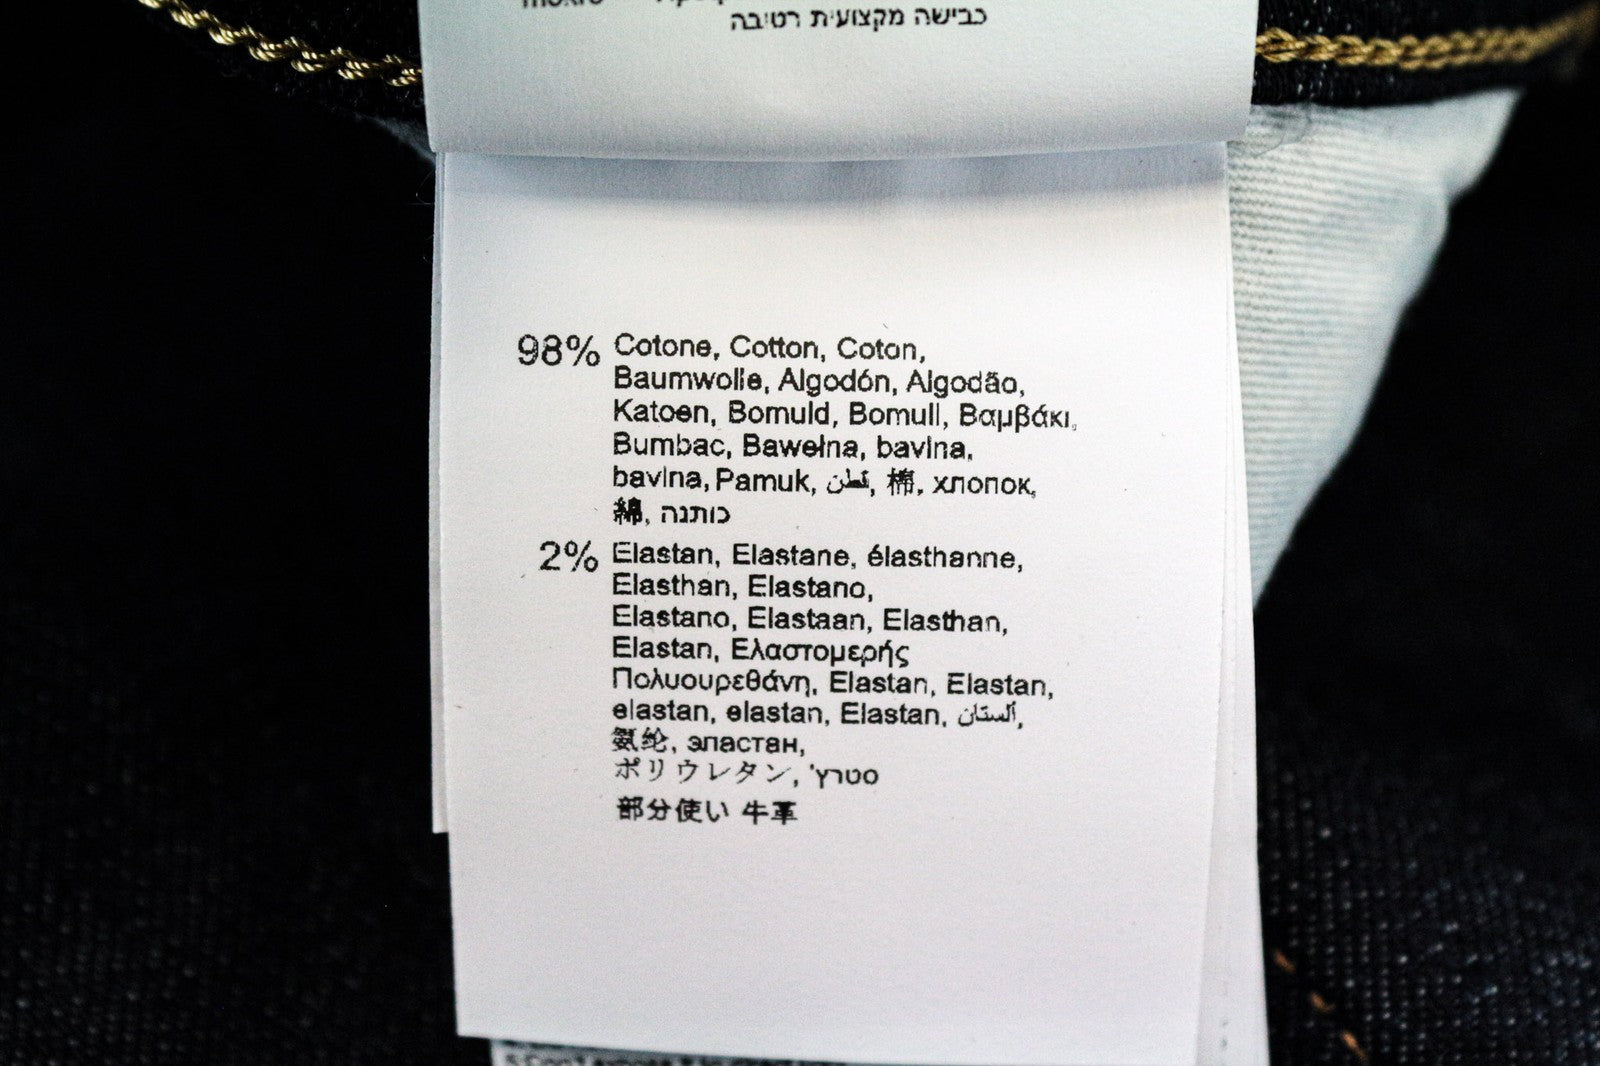 כבישה מקצועית רטיבה
98% Cotone, Cotton, Coton,
Baumwolle, Algodón, Algodão,
Katoen, Bomuld, Bomull, Βαμβάκι,
Bumbac, Bawełna, bavlna,
bavlna, Pamuk, قطن, 棉, хлопок,
綿, כותנה
2% Elastan, Elastane, élasthanne,
Elasthan, Elastano,
Elastano, Elastaan, Elasthan,
Elastan, Ελαστομερής
Πολυουρεθάνη, Elastan, Elastan,
elastan, elastan, Elastan, ألستان,
氨纶, эластан,
ポリウレタン, סטרץ'
部分使い 牛革